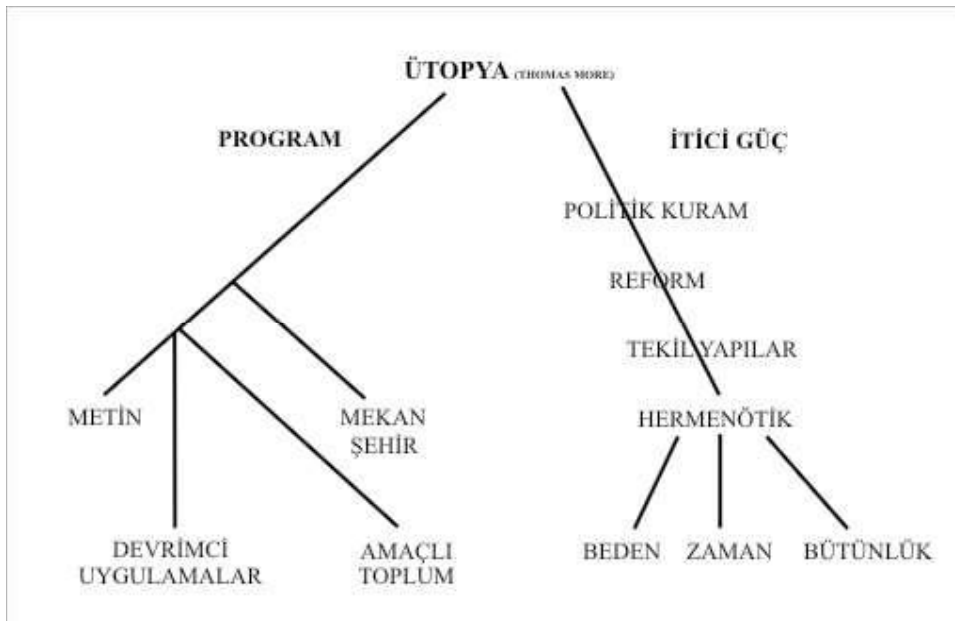 ÜTOPYA (THOMAS MORE)
PROGRAM
İTİCİ GÜÇ
POLİTİK KURAM
REFORM
TEKİL YAPILAR
METİN
MEKAN
ŞEHİR
HERMENÖTİK
DEVRİMCİ
UYGULAMALAR
AMAÇLI
TOPLUM
BEDEN
ZAMAN
BÜTÜNLÜK